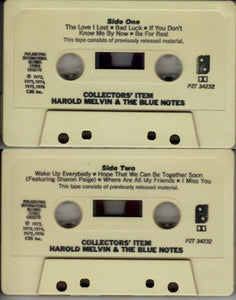 Side One
The Love I Lost • Bad Luck • If You Don't
Know Me By Now • Be For Real
This tape consists of previously released material.
PHILADELPHIA
INTERNATIONAL
RECORDS
STEREO
CASSETTE
℗ 1972,
1973, 1974,
1975, 1976
CBS Inc.
PZT 34232
COLLECTORS' ITEM
HAROLD MELVIN & THE BLUE NOTES
Side Two
Wake Up Everybody • Hope That We Can Be Together Soon
(Featuring Sharon Paige) • Where Are All My Friends • I Miss You
This tape consists of previously released material.
PHILADELPHIA
INTERNATIONAL
RECORDS
STEREO
CASSETTE
℗ 1972,
1973, 1974,
1975, 1976
CBS Inc.
PZT 34232
COLLECTORS' ITEM
HAROLD MELVIN & THE BLUE NOTES